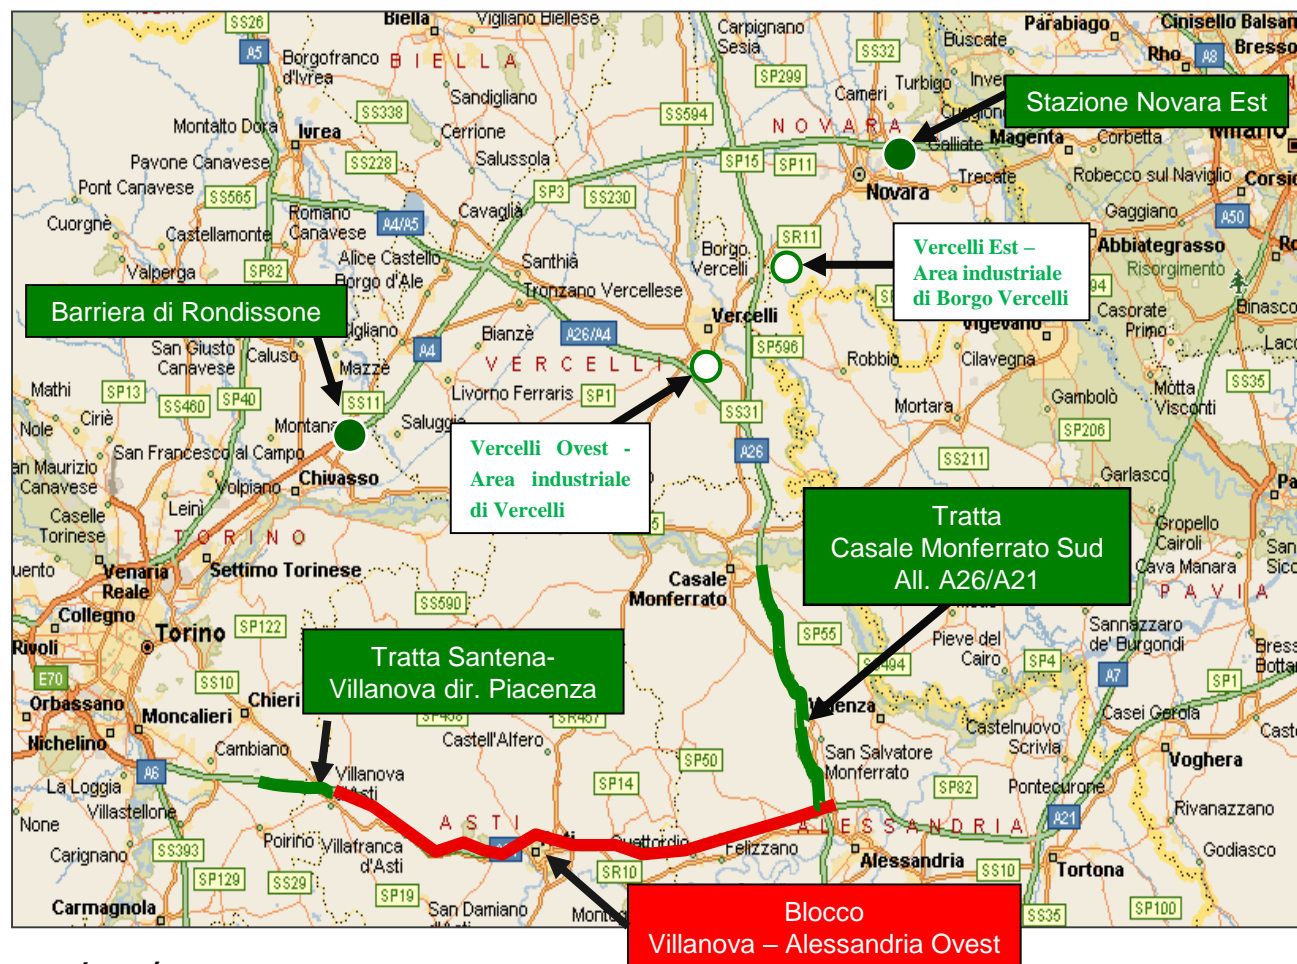 Biella
Vigliano Biellese
Carpignano
Sesia
Parabiago
SS26
A5
Borgofranco
d'Ivrea
BIELLA
SP299
SS32
Buscate
Rho
A8
Turbigo
Cameri
Stazione Novara Est
Sandigliano
SS338
SS594
Montalto Dora
Ivrea
Cerrione
NOVARA
Magenta
Corbetta
Milano
Pavone Canavese
SS228
Salussola
SP15
SP11
Galliate
Pont Canavese
SS565
SP3
SS230
Novara
Trecate
Robecco sul Naviglio
Cuorgnè
Romano
Canavese
A4/A5
Cavaglià
Gaggiano
A50
Castellamonte
SR11
Abbiategrasso
Valperga
SP82
Alice Castello
Borgo d'Ale
Santhià
Borgo
Vercelli
Vercelli Est –
Area industriale
di Borgo Vercelli
Risorgimento
Barriera di Rondissone
Tronzano Vercellese
Vercelli
Vigevano
Casorate
Primo
Binasco
San Giusto
Canavese
Caluso
Mazzè
A4
Bianzè
A26/A4
VERCELLI
SP596
Robbio
Cilavegna
Mathi
SP13
SS460
SP40
SS11
Livorno Ferraris
SP1
Motta
Visconti
SS35
Ciriè
Nole
Saluggia
SS31
Mortara
Gambolò
SP206
San Francesco al Campo
Vercelli Ovest -
Area industriale
di Vercelli
A26
SS211
Garlasco
Canavese
Volpiano
Chivasso
Caselle
Torinese
Leinì
TORINO
Tratta
Casale Monferrato Sud
All. A26/A21
Gropello
Cairoli
Cava Manara
Venaria
Reale
Settimo Torinese
Casale
Monferrato
PAVIA
Collegno
SS590
Rivoli
Torino
SP122
SP55
Pieve del
Cairo
SP4
Sannazzaro
de' Burgondi
E70
SS10
Tratta Santena-
Villanova dir. Piacenza
A7
SP1
Orbassano
Moncalieri
Chieri
Casei Gerola
Nichelino
Cambiano
Castell'Alfero
San Salvatore
Monferrato
Castelnuovo
Scrivia
Voghera
A6
La Loggia
Villanova
d'Asti
SP14
SP50
SP82
Pontecurone
Villastellone
None
Poirino
ASTI
ALESSANDRIA
A21
Rivanazzano
Carignano
SS393
Villafranca
d'Asti
Quattordio
Felizzano
Alessandria
Godiasco
SP129
SS29
SP19
SR10
SS10
Tortona
Carmagnola
San Damiano
d'Asti
SS35
SP100
Blocco
Villanova – Alessandria Ovest